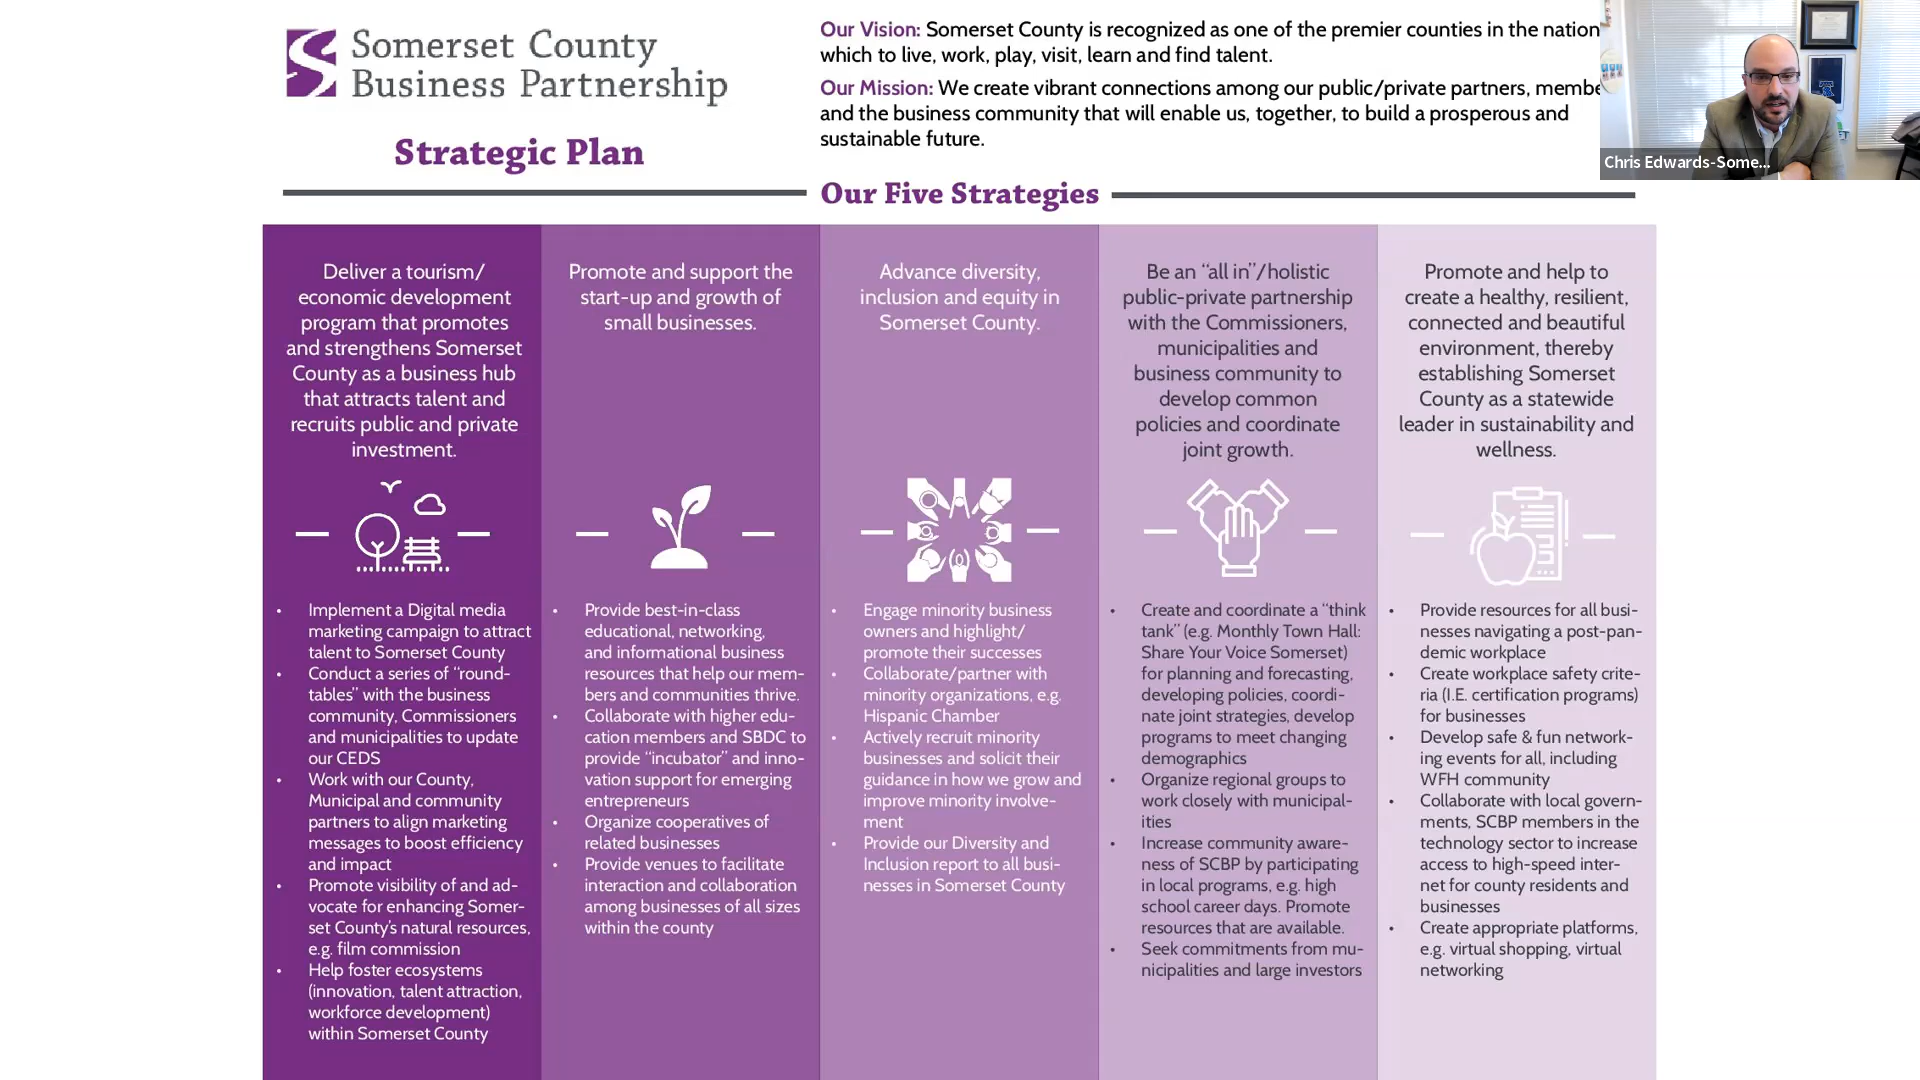 Somerset County
Business Partnership
Strategic Plan
Our Vision: Somerset County is recognized as one of the premier counties in the nation
which to live, work, play, visit, learn and find talent.
Our Mission: We create vibrant connections among our public/private partners,
and the business community that will enable us, together, to build a prosperous and
sustainable future.
Chris Edwards-Some...
Our Five Strategies
Deliver a tourism/
economic development
program that promotes
and strengthens Somerset
County as a business hub
that attracts talent and
recruits public and private
investment.
• Implement a Digital media
marketing campaign to attract
talent to Somerset County
• Conduct a series of “round-
tables” with the business
community, Commissioners
and municipalities to update
our CEDS
• Work with our County,
Municipal and community
partners to align marketing
messages to boost efficiency
and impact
• Promote visibility of and ad-
vocate for enhancing Somer-
set County’s natural resources,
e.g. film commission
• Help foster ecosystems
(innovation, talent attraction,
workforce development)
within Somerset County
Promote and support the
start-up and growth of
small businesses.
• Provide best-in-class
educational, networking,
and informational business
resources that help our mem-
bers and communities thrive.
• Collaborate with higher edu-
cation members and SBDC to
provide “incubator” and inno-
vation support for emerging
entrepreneurs
• Organize cooperatives of
related businesses
• Provide venues to facilitate
interaction and collaboration
among businesses of all sizes
within the county
Advance diversity,
inclusion and equity in
Somerset County.
• Engage minority business
owners and highlight/
promote their successes
• Collaborate/partner with
minority organizations, e.g.
Hispanic Chamber
• Actively recruit minority
businesses and solicit their
guidance in how we grow and
improve minority involve-
ment
• Provide our Diversity and
Inclusion report to all busi-
nesses in Somerset County
Be an “all in”/holistic
public-private partnership
with the Commissioners,
municipalities and
business community to
develop common
policies and coordinate
joint growth.
• Create and coordinate a “think
tank” (e.g. Monthly Town Hall:
Share Your Voice Somerset)
for planning and forecasting,
developing policies, coordi-
nate joint strategies, develop
programs to meet changing
demographics
• Organize regional groups to
work closely with municipal-
ities
• Increase community aware-
ness of SCBP by participating
in local programs, e.g. high
school career days. Promote
resources that are available.
• Seek commitments from mu-
nicipalities and large investors
Promote and help to
create a healthy, resilient,
connected and beautiful
environment, thereby
establishing Somerset
County as a statewide
leader in sustainability and
wellness.
• Provide resources for all busi-
nesses navigating a post-pan-
demic workplace
• Create workplace safety crite-
ria (I.E. certification programs)
for businesses
• Develop safe & fun network-
ing events for all, including
WFH community
• Collaborate with local govern-
ments, SCBP members in the
technology sector to increase
access to high-speed inter-
net for county residents and
businesses
• Create appropriate platforms,
e.g. virtual shopping, virtual
networking